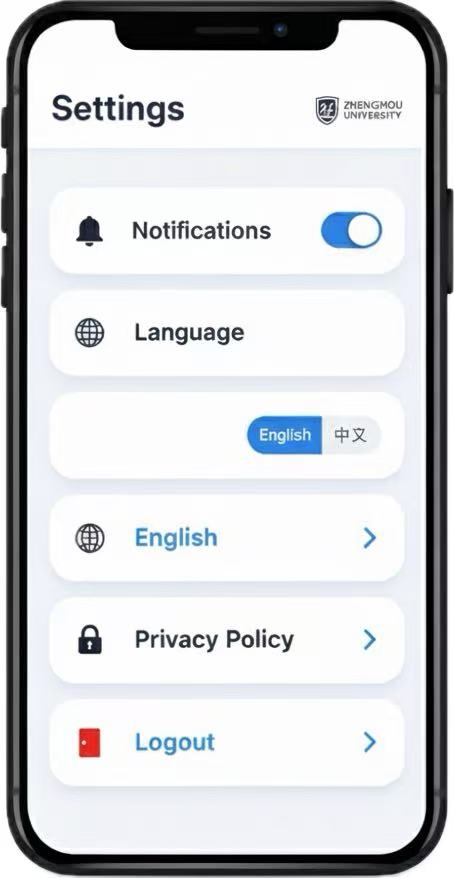 Settings
ZHENGMOU
UNIVERSITY
Notifications
Language
English 中文
English
Privacy Policy
Logout